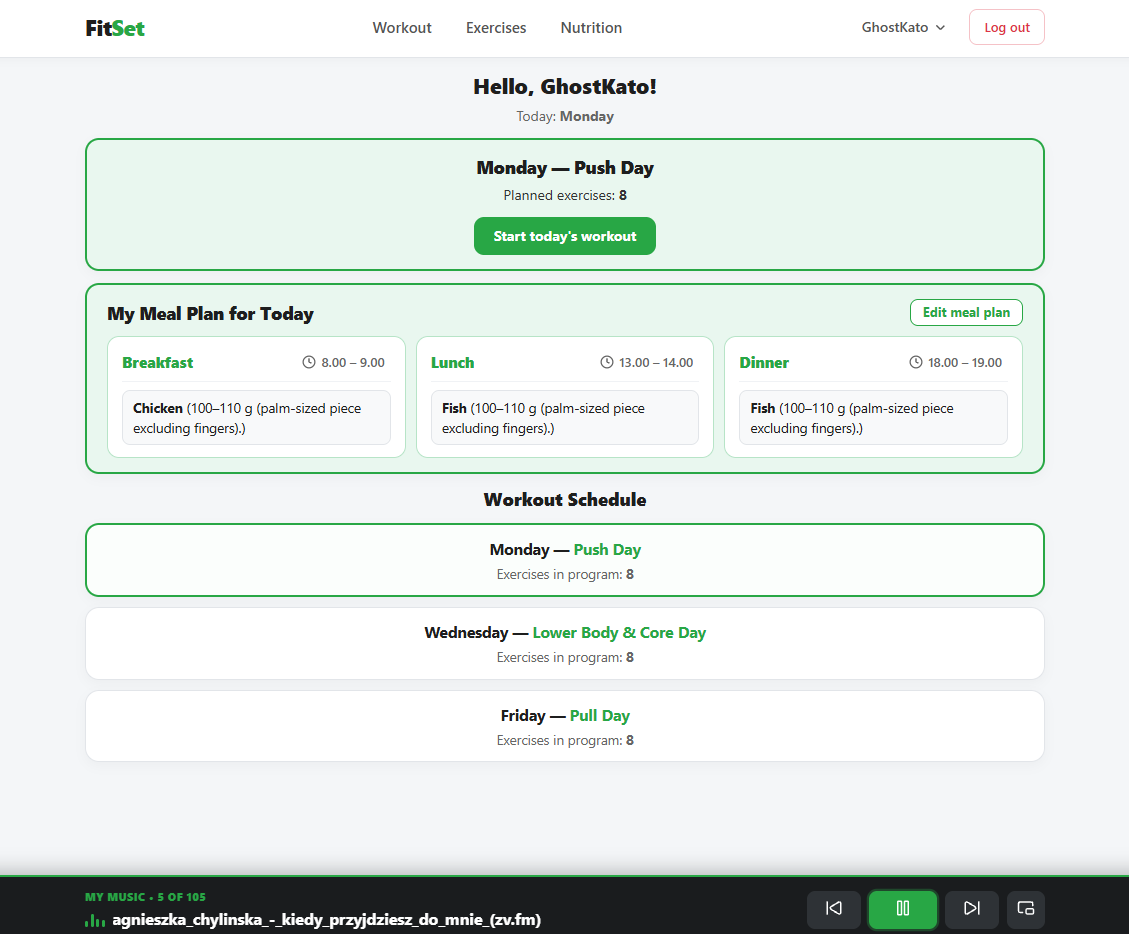 FitSet
Workout Exercises Nutrition
GhostKato
Log out
Hello, GhostKato!
Today: Monday
Monday — Push Day
Planned exercises: 8
Start today's workout
My Meal Plan for Today
Edit meal plan
Breakfast 8.00 – 9.00
Chicken (100–110 g (palm-sized piece
excluding fingers).)
Lunch 13.00 – 14.00
Fish (100–110 g (palm-sized piece
excluding fingers).)
Dinner 18.00 – 19.00
Fish (100–110 g (palm-sized piece
excluding fingers).)
Workout Schedule
Monday — Push Day
Exercises in program: 8
Wednesday — Lower Body & Core Day
Exercises in program: 8
Friday — Pull Day
Exercises in program: 8
MY MUSIC • 5 OF 105
agnieszka_chylinska_-_kiedy_przyjdziesz_do_mnie_(zv.fm)